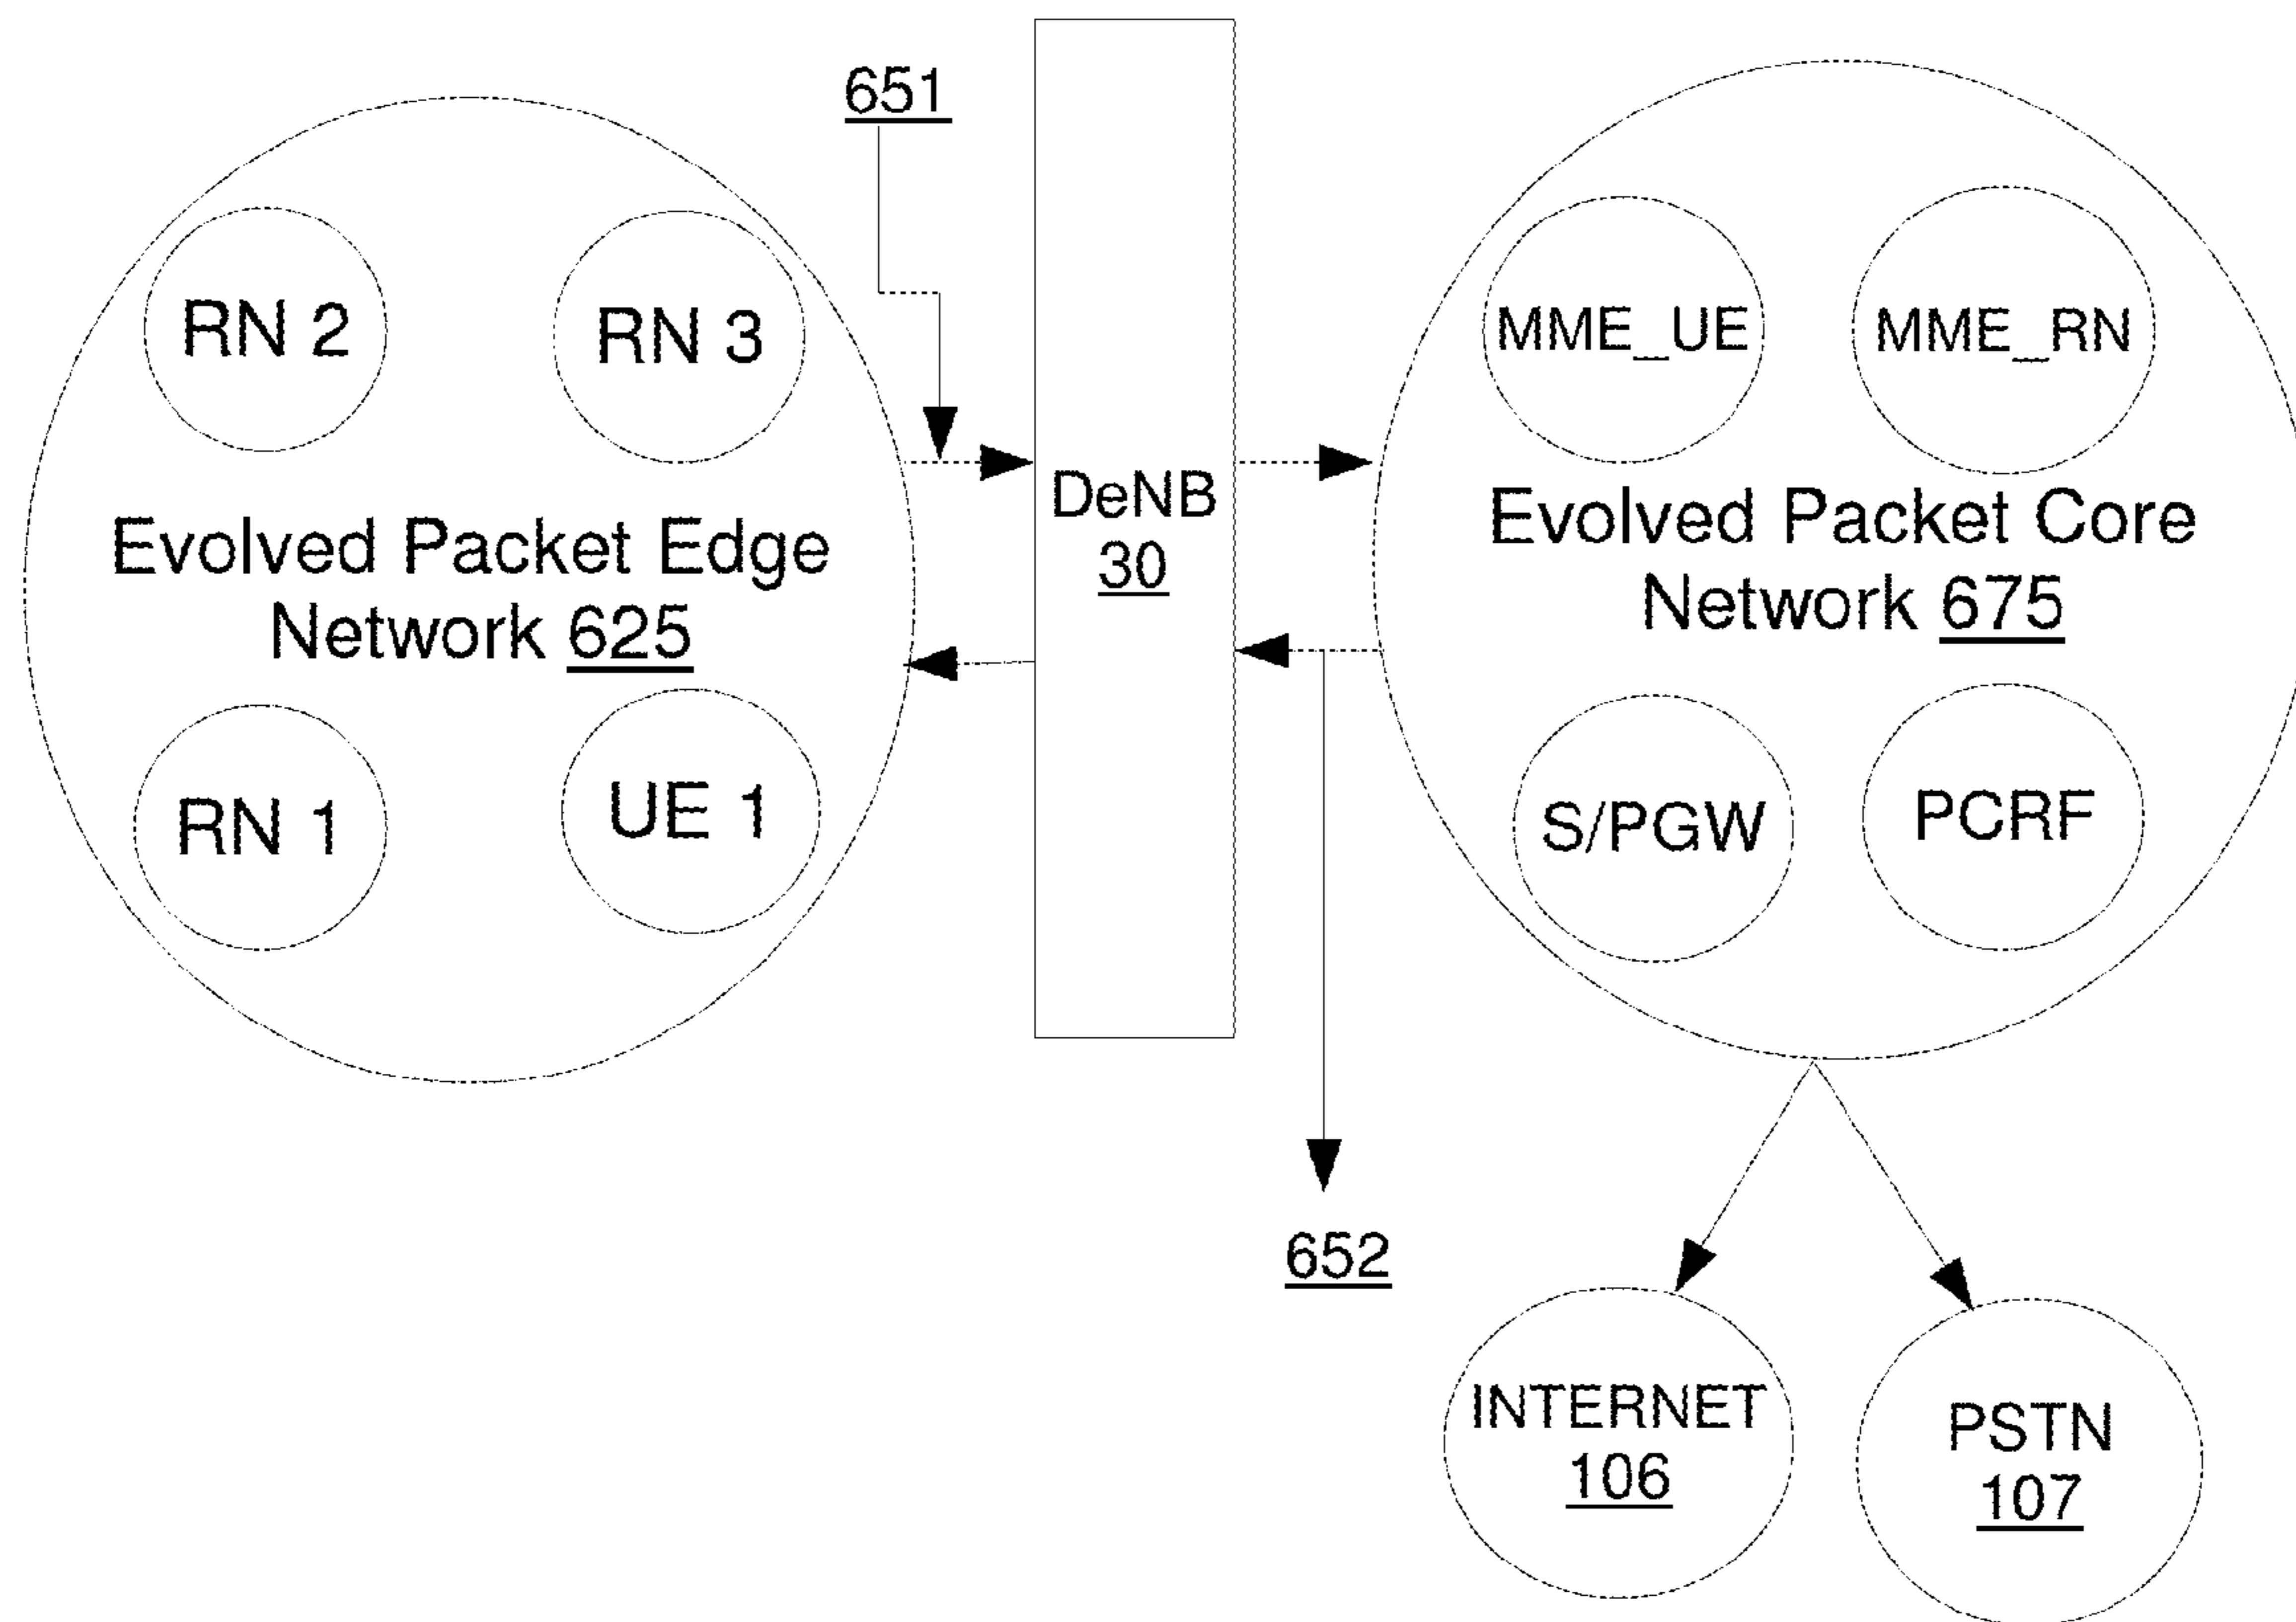 651
RN 2
RN 3
Evolved Packet Edge
Network 625
RN 1
UE 1
DeNB
30
MME_UE
MME_RN
Evolved Packet Core
Network 675
S/PGW
PCRF
652
INTERNET
106
PSTN
107